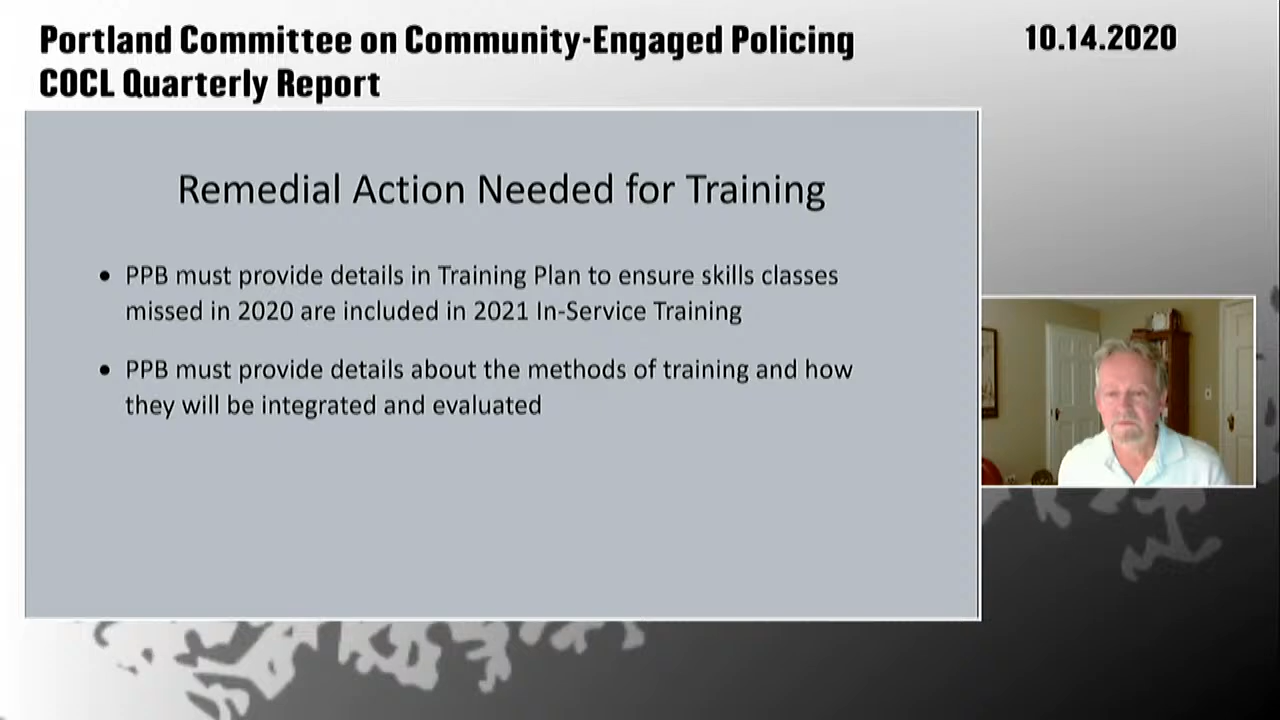 Portland Committee on Community-Engaged Policing
COCL Quarterly Report
10.14.2020
Remedial Action Needed for Training
• PPB must provide details in Training Plan to ensure skills classes
missed in 2020 are included in 2021 In-Service Training
• PPB must provide details about the methods of training and how
they will be integrated and evaluated